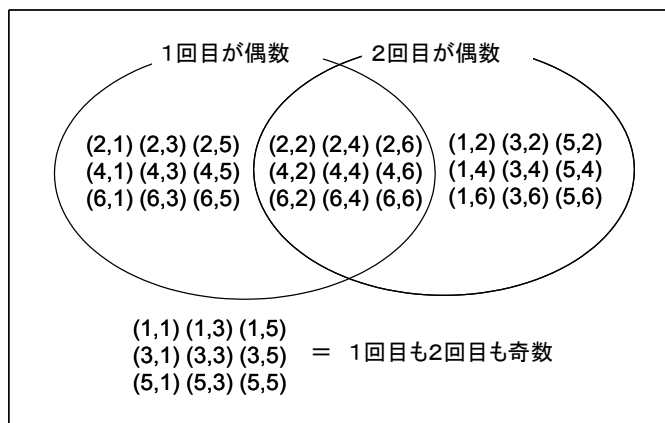 1回目が偶数 2回目が偶数
(2,1) (2,3) (2,5) (2,2) (2,4) (2,6) (1,2) (3,2) (5,2)
(4,1) (4,3) (4,5) (4,2) (4,4) (4,6) (1,4) (3,4) (5,4)
(6,1) (6,3) (6,5) (6,2) (6,4) (6,6) (1,6) (3,6) (5,6)
(1,1) (1,3) (1,5)
(3,1) (3,3) (3,5) = 1回目も2回目も奇数
(5,1) (5,3) (5,5)